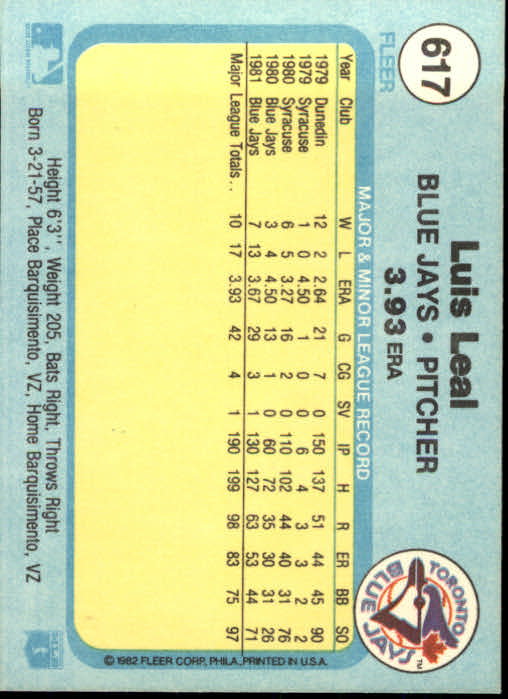 617
FLEER
Luis Leal
BLUE JAYS • PITCHER
3.93 ERA
TORONTO
BLUE JAYS
TM
MAJOR & MINOR LEAGUE RECORD
Year Club W L ERA G CG SV IP H R ER BB SO
1979 Dunedin 12 2 2.64 21 7 0 150 137 51 44 45 90
1979 Syracuse 1 0 4.50 1 0 0 6 4 3 3 2 2
1980 Syracuse 6 5 3.27 16 2 0 110 102 44 40 31 76
1980 Blue Jays 3 4 4.50 13 1 0 60 72 35 30 31 26
1981 Blue Jays 7 13 3.67 29 3 1 130 127 63 53 44 71
Major League Totals . . 10 17 3.93 42 4 1 190 199 98 83 75 97
© 1982 FLEER CORP., PHILA., PRINTED IN U.S.A.
Height 6'3'', Weight 205, Bats Right, Throws Right
Born 3-21-57, Place Barquisimento, VZ, Home Barquisimento, VZ